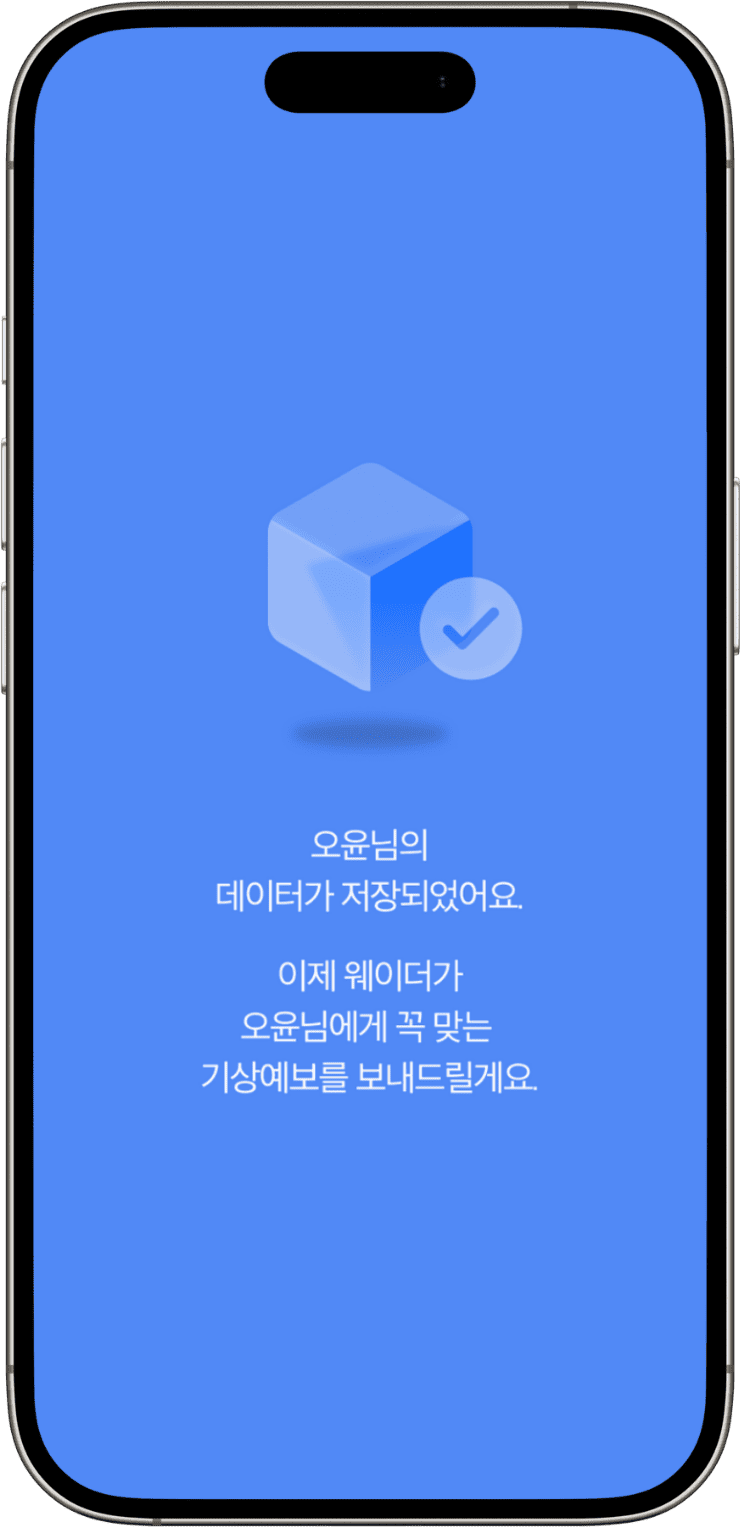 오윤님의
데이터가 저장되었어요.
이제 웨이더가
오윤님에게 꼭 맞는
기상예보를 보내드릴게요.